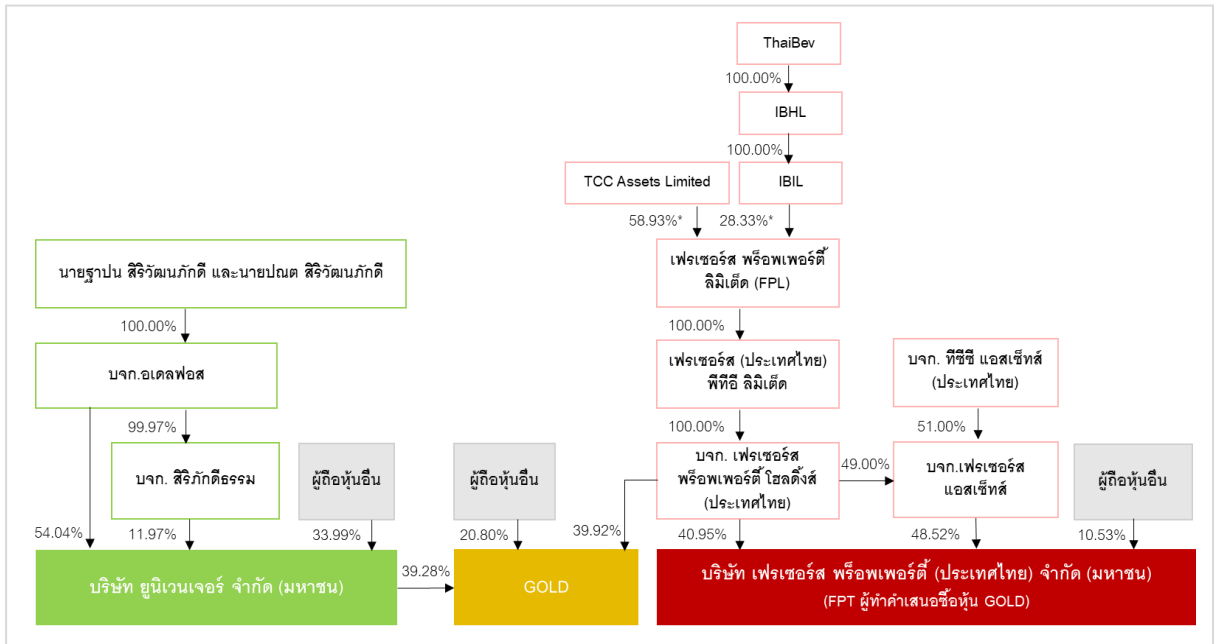 ThaiBev
100.00%
IBHL
100.00%
TCC Assets Limited
IBIL
58.93%*
28.33%*
นายฐาปน สิริวัฒนภักดี และนายปณต สิริวัฒนภักดี
เฟรเซอร์ส พร็อพเพอร์ตี้
ลิมิเต็ด (FPL)
100.00%
100.00%
บจก.อเดลฟอส
เฟรเซอร์ส (ประเทศไทย)
พีทีอี ลิมิเต็ด
บจก. ทีซีซี แอสเซ็ทส์
(ประเทศไทย)
99.97%
100.00%
51.00%
บจก. สิริภักดีธรรม
ผู้ถือหุ้นอื่น
ผู้ถือหุ้นอื่น
บจก. เฟรเซอร์ส
พร็อพเพอร์ตี้ โฮลดิ้งส์
(ประเทศไทย)
49.00%
บจก.เฟรเซอร์ส
แอสเซ็ทส์
ผู้ถือหุ้นอื่น
54.04%
11.97%
33.99%
20.80%
39.92%
40.95%
48.52%
10.53%
บริษัท ยูนิเวนเจอร์ จำกัด (มหาชน)
39.28%
GOLD
บริษัท เฟรเซอร์ส พร็อพเพอร์ตี้ (ประเทศไทย) จำกัด (มหาชน)
(FPT ผู้ทำคำเสนอซื้อหุ้น GOLD)